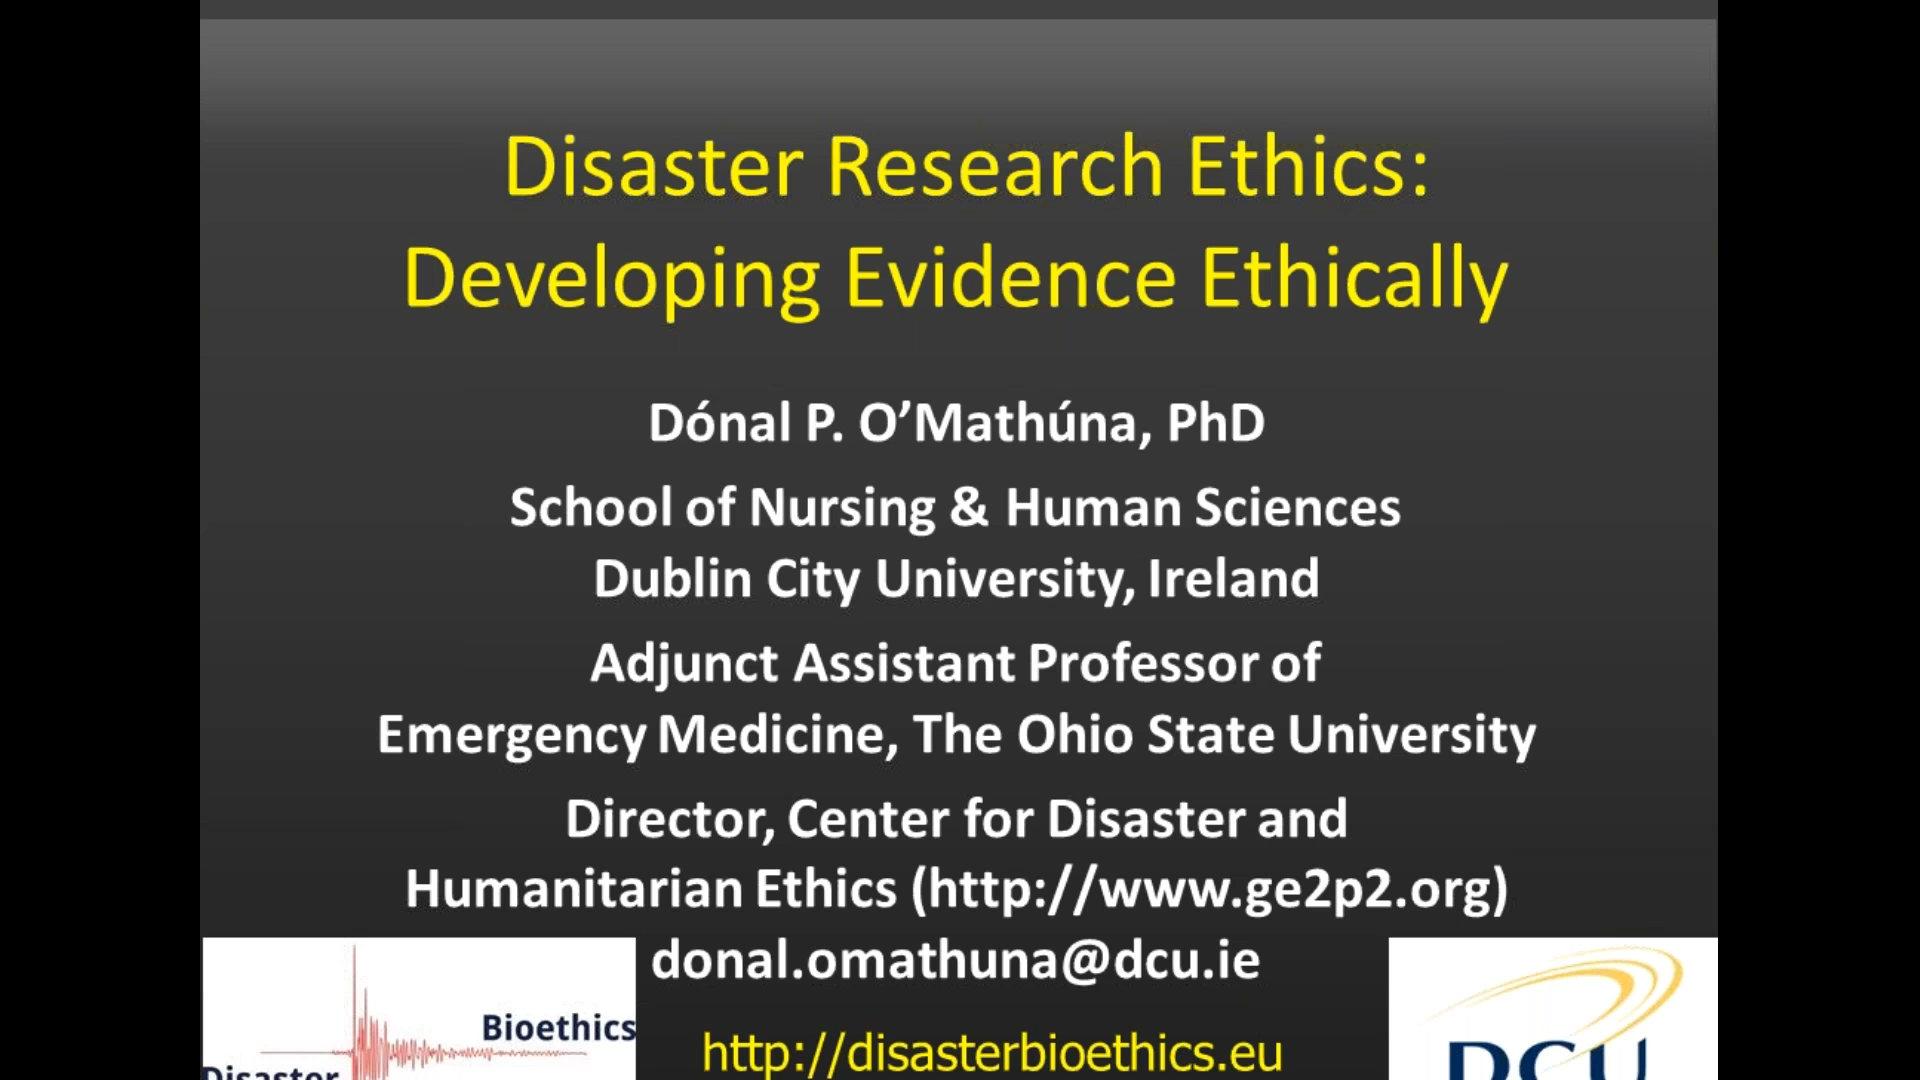 Disaster Research Ethics:
Developing Evidence Ethically
Dónal P. O’Mathúna, PhD
School of Nursing & Human Sciences
Dublin City University, Ireland
Adjunct Assistant Professor of
Emergency Medicine, The Ohio State University
Director, Center for Disaster and
Humanitarian Ethics (http://www.ge2p2.org)
donal.omathuna@dcu.ie
Bioethics
Disaster
http://disasterbioethics.eu
DCU